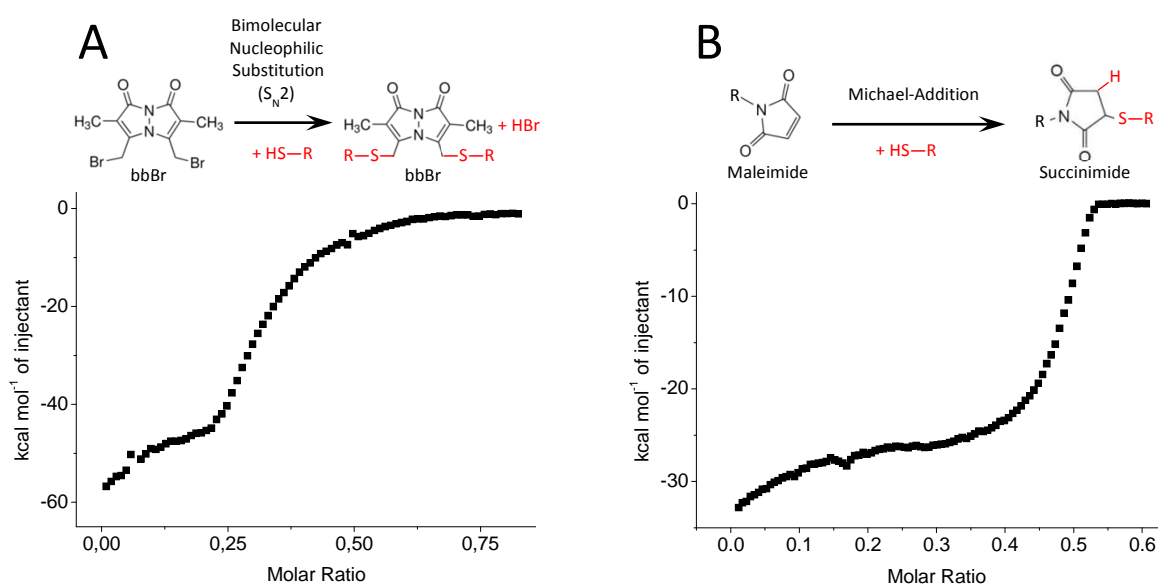 A
Bimolecular
Nucleophilic
Substitution
(SN2)
+ HS—R
O O
N
N
H3C CH3
Br Br
bbBr
O O
N
N
H3C CH3
+ HBr
R S S R
bbBr
0
-20
-40
-60
kcal mol-1 of injectant
0,00 0,25 0,50 0,75
Molar Ratio
B
Michael-Addition
+ HS—R
O
R
N
O
Maleimide
O
H
N
R
S—R
O
Succinimide
0
-10
-20
-30
kcal mol-1 of injectant
0.0 0.1 0.2 0.3 0.4 0.5 0.6
Molar Ratio